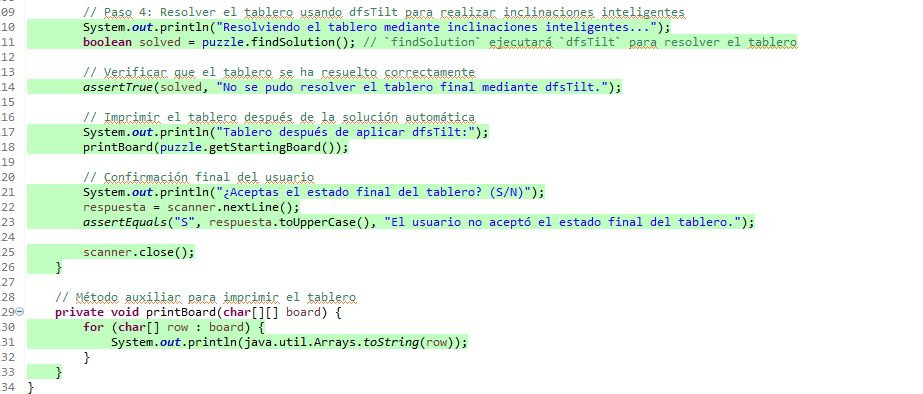 09 // Paso 4: Resolver el tablero usando dfsTilt para realizar inclinaciones inteligentes
10 System.out.println("Resolviendo el tablero mediante inclinaciones inteligentes...");
11 boolean solved = puzzle.findSolution(); // `findSolution` ejecutará `dfsTilt` para resolver el tablero
12
13 // Verificar que el tablero se ha resuelto correctamente
14 assertTrue(solved, "No se pudo resolver el tablero final mediante dfsTilt.");
15
16 // Imprimir el tablero después de la solución automática
17 System.out.println("Tablero después de aplicar dfsTilt:");
18 printBoard(puzzle.getStartingBoard());
19
20 // Confirmación final del usuario
21 System.out.println("¿Aceptas el estado final del tablero? (S/N)");
22 respuesta = scanner.nextLine();
23 assertEquals("S", respuesta.toUpperCase(), "El usuario no aceptó el estado final del tablero.");
24
25 scanner.close();
26 }
27
28 // Método auxiliar para imprimir el tablero
29 private void printBoard(char[][] board) {
30 for (char[] row : board) {
31 System.out.println(java.util.Arrays.toString(row));
32 }
33 }
34 }